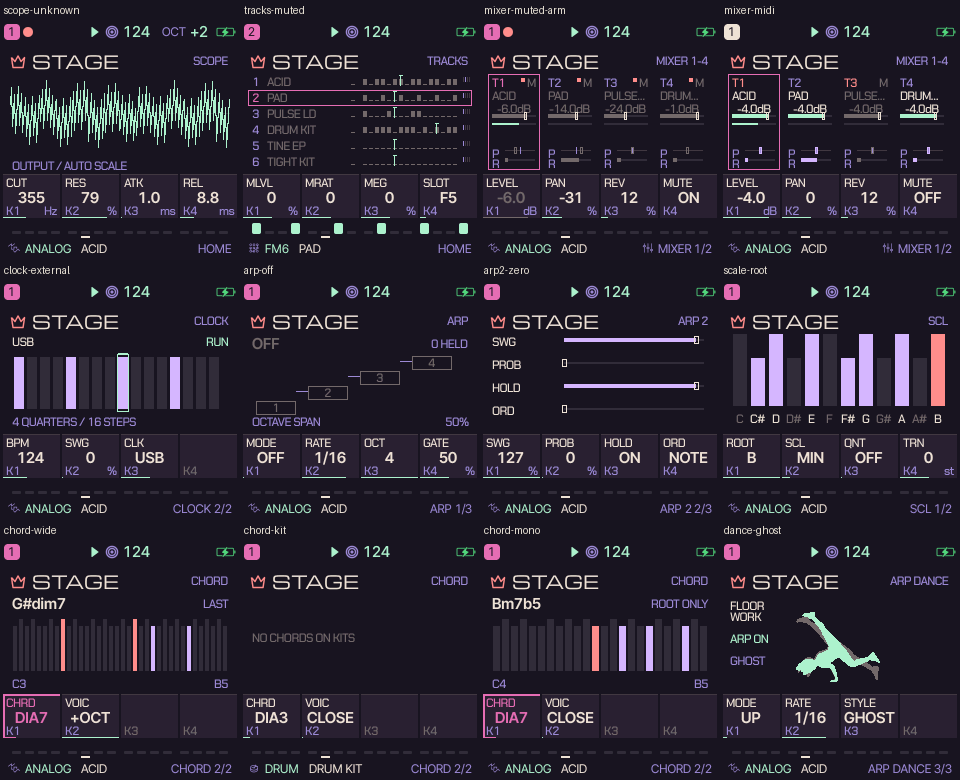 scope-unknown
1 124 OCT +2
STAGE SCOPE
OUTPUT / AUTO SCALE
CUT RES ATK REL
355 79 1.0 8.8
K1 Hz K2 % K3 ms K4 ms
ANALOG ACID HOME
tracks-muted
2 124
STAGE TRACKS
1 ACID
2 PAD
3 PULSE LD
4 DRUM KIT
5 TINE EP
6 TIGHT KIT
MLVL MRAT MEG SLOT
0 0 0 F5
K1 % K2 K3 % K4
FM6 PAD HOME
mixer-muted-arm
1 124
STAGE MIXER 1-4
T1 M T2 M T3 M T4 M
ACID PAD PULSE... DRUM...
-6.0dB -14.0dB -24.0dB -1.0dB
P
R
LEVEL PAN REV MUTE
-6.0 -31 12 ON
K1 dB K2 % K3 % K4
ANALOG ACID MIXER 1/2
mixer-midi
1 124
STAGE MIXER 1-4
T1 T2 T3 M T4
ACID PAD PULSE... DRUM...
-4.0dB -4.0dB -4.0dB -4.0dB
P
R
LEVEL PAN REV MUTE
-4.0 0 12 OFF
K1 dB K2 % K3 % K4
ANALOG ACID MIXER 1/2
clock-external
1 124
STAGE CLOCK
USB RUN
4 QUARTERS / 16 STEPS
BPM SWG CLK
124 0 USB
K1 K2 % K3 K4
ANALOG ACID CLOCK 2/2
arp-off
1 124
STAGE ARP
OFF 0 HELD
4
3
2
1
OCTAVE SPAN 50%
MODE RATE OCT GATE
OFF 1/16 4 50
K1 K2 K3 K4 %
ANALOG ACID ARP 1/3
arp2-zero
1 124
STAGE ARP 2
SWG
PROB
HOLD
ORD
SWG PROB HOLD ORD
127 0 ON NOTE
K1 % K2 % K3 K4
ANALOG ACID ARP 2 2/3
scale-root
1 124
STAGE SCL
C C# D D# E F F# G G# A A# B
ROOT SCL QNT TRN
B MIN OFF 0
K1 K2 K3 K4 st
ANALOG ACID SCL 1/2
chord-wide
1 124
STAGE CHORD
G#dim7 LAST
C3 B5
CHRD VOIC
DIA7 +OCT
K1 K2 K3 K4
ANALOG ACID CHORD 2/2
chord-kit
1 124
STAGE CHORD
NO CHORDS ON KITS
CHRD VOIC
DIA3 CLOSE
K1 K2 K3 K4
DRUM DRUM KIT CHORD 2/2
chord-mono
1 124
STAGE CHORD
Bm7b5 ROOT ONLY
C4 B5
CHRD VOIC
DIA7 CLOSE
K1 K2 K3 K4
ANALOG ACID CHORD 2/2
dance-ghost
1 124
STAGE ARP DANCE
FLOOR
WORK
ARP ON
GHOST
MODE RATE STYLE
UP 1/16 GHOST
K1 K2 K3 K4
ANALOG ACID ARP DANCE 3/3